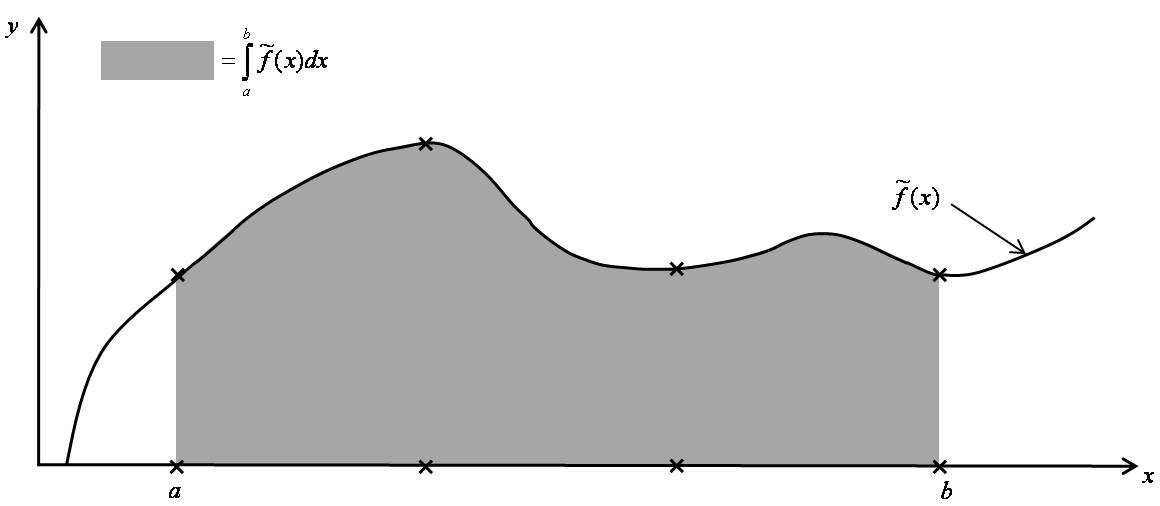 y
= ∫ₐᵇ f̃(x)dx
f̃(x)
a b
x